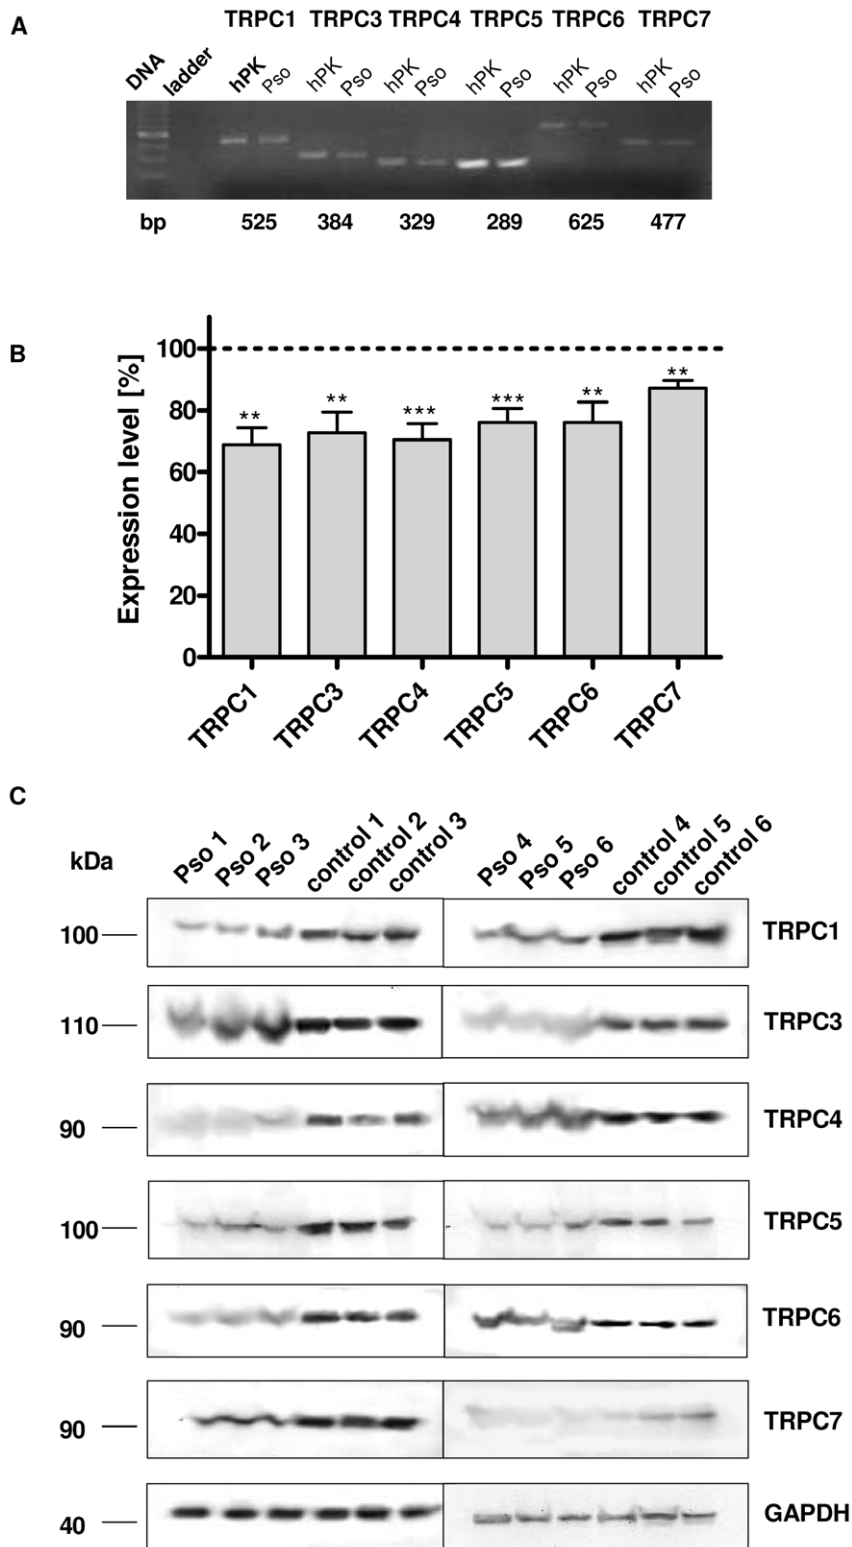 A
TRPC1 TRPC3 TRPC4 TRPC5 TRPC6 TRPC7
DNA ladder hPK Pso hPK Pso hPK Pso hPK Pso hPK Pso hPK Pso
bp 525 384 329 289 625 477
B
Expression level [%]
100
80
60
40
20
0
** ** *** *** ** **
TRPC1 TRPC3 TRPC4 TRPC5 TRPC6 TRPC7
C
kDa Pso 1 Pso 2 Pso 3 control 1 control 2 control 3 Pso 4 Pso 5 Pso 6 control 4 control 5 control 6
100 TRPC1
110 TRPC3
90 TRPC4
100 TRPC5
90 TRPC6
90 TRPC7
40 GAPDH